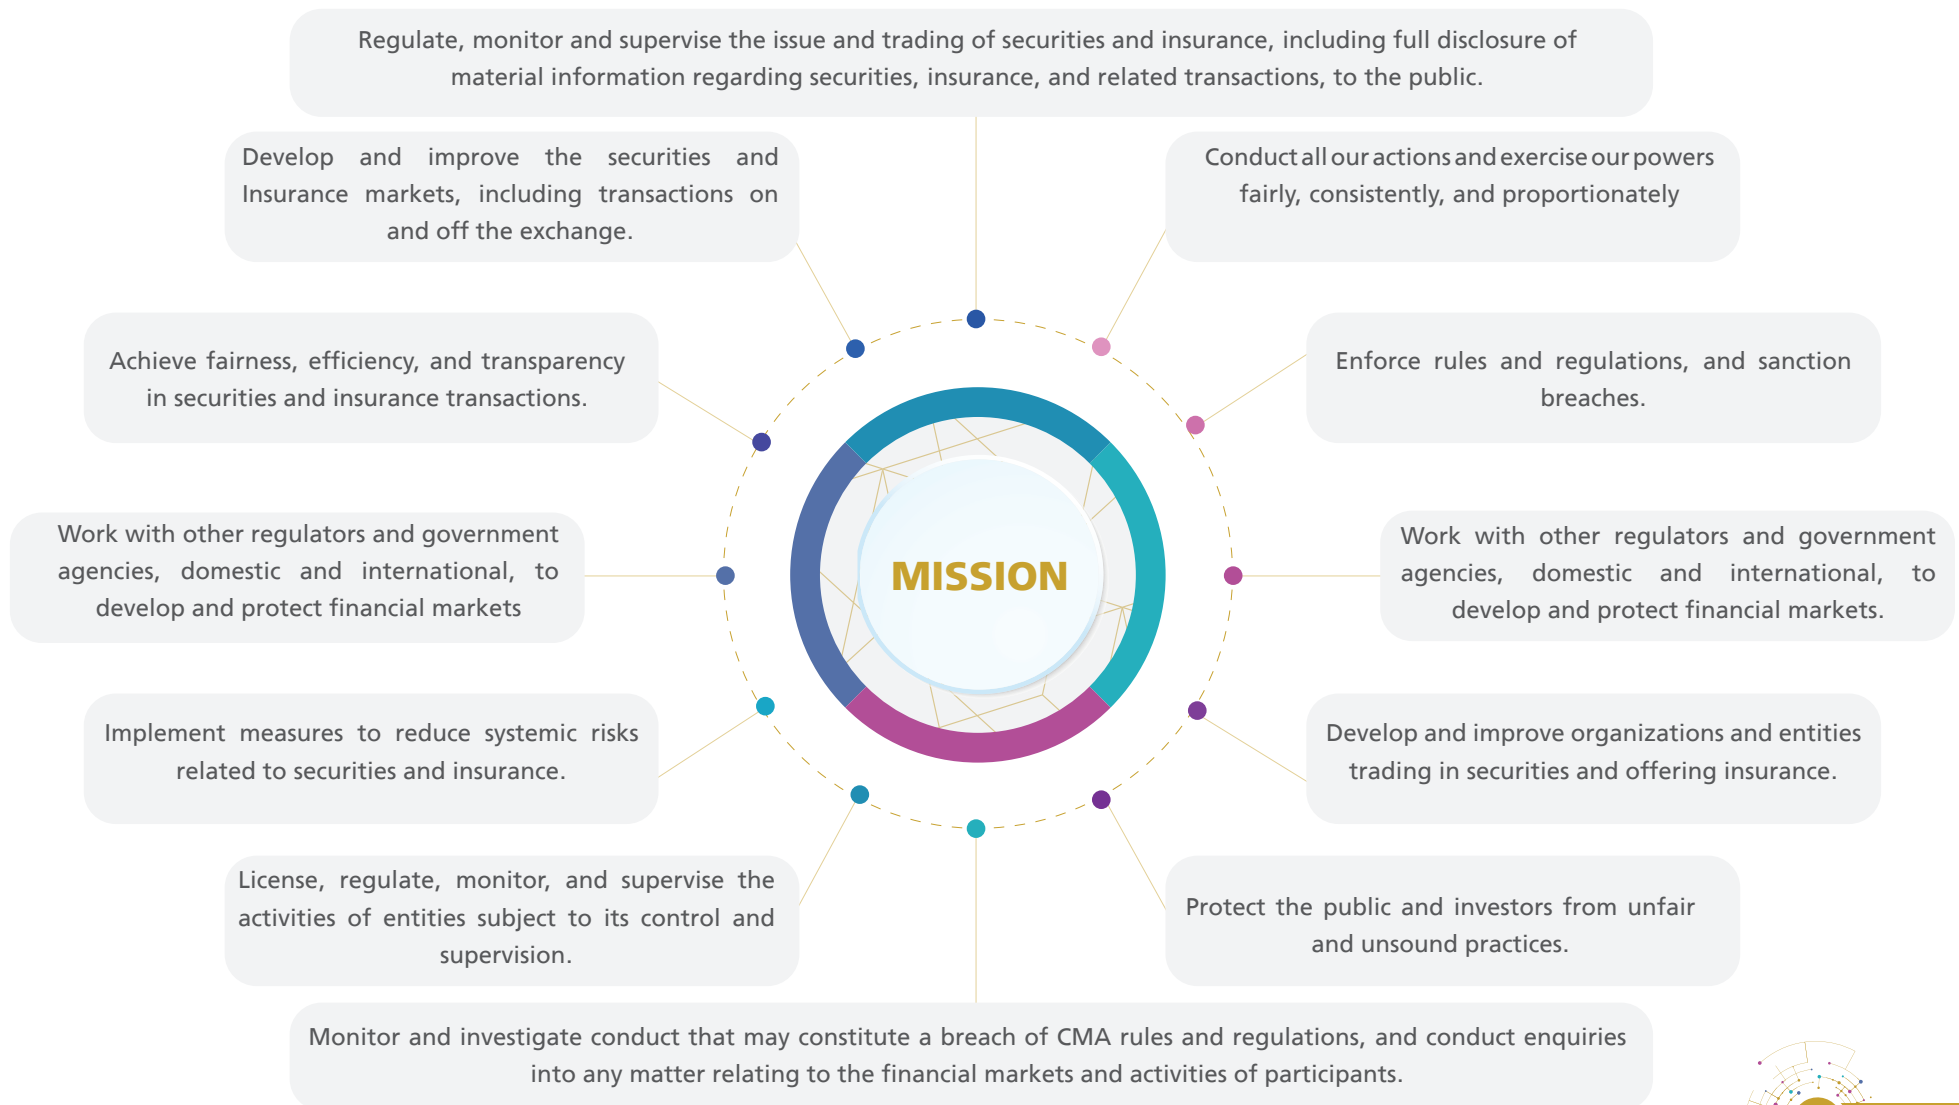 Regulate, monitor and supervise the issue and trading of securities and insurance, including full disclosure of
material information regarding securities, insurance, and related transactions, to the public.
Develop and improve the securities and
Insurance markets, including transactions on
and off the exchange.
Conduct all our actions and exercise our powers
fairly, consistently, and proportionately
Achieve fairness, efficiency, and transparency
in securities and insurance transactions.
Enforce rules and regulations, and sanction
breaches.
Work with other regulators and government
agencies, domestic and international, to
develop and protect financial markets
MISSION
Work with other regulators and government
agencies, domestic and international, to
develop and protect financial markets.
Implement measures to reduce systemic risks
related to securities and insurance.
Develop and improve organizations and entities
trading in securities and offering insurance.
License, regulate, monitor, and supervise the
activities of entities subject to its control and
supervision.
Protect the public and investors from unfair
and unsound practices.
Monitor and investigate conduct that may constitute a breach of CMA rules and regulations, and conduct enquiries
into any matter relating to the financial markets and activities of participants.